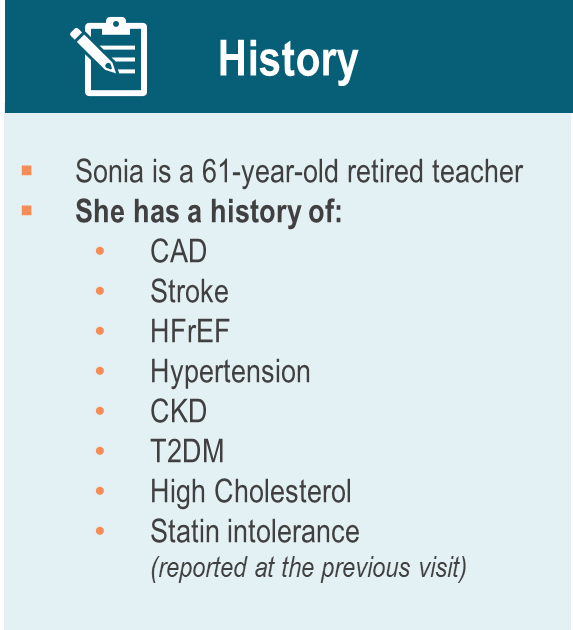 History
Sonia is a 61-year-old retired teacher
She has a history of:
CAD
Stroke
HFrEF
Hypertension
CKD
T2DM
High Cholesterol
Statin intolerance
(reported at the previous visit)